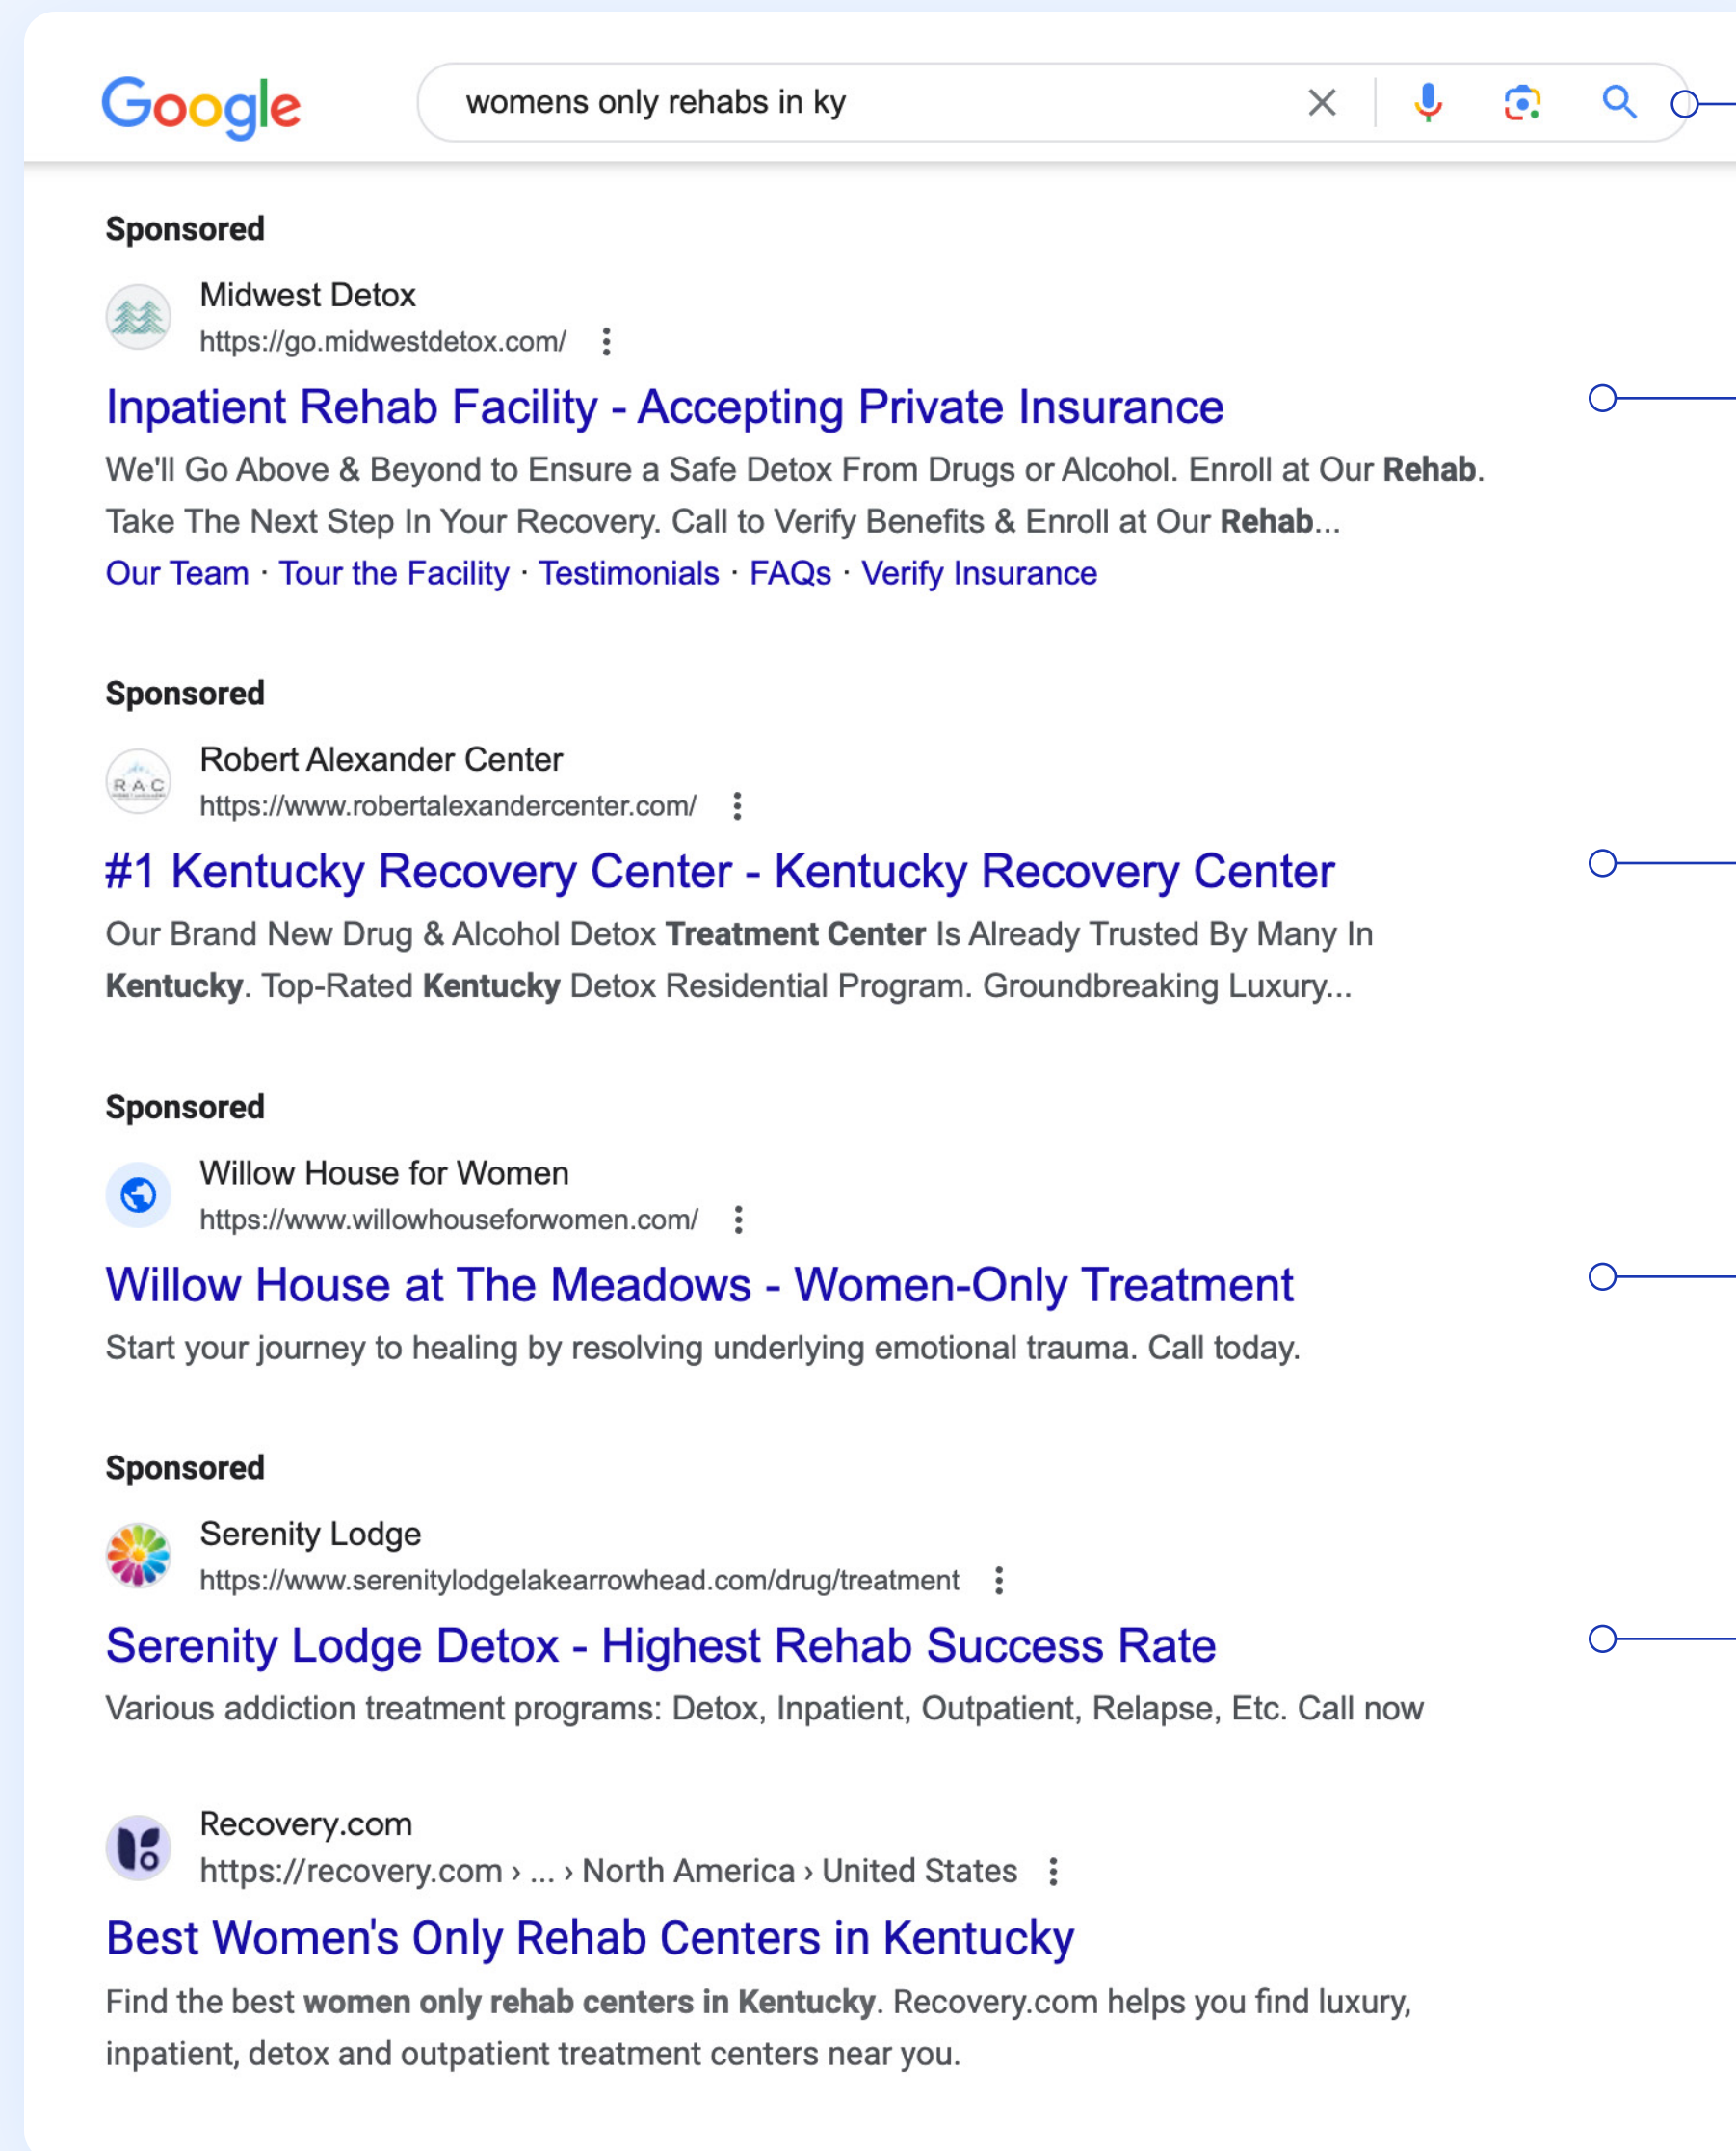 Google
womens only rehabs in ky
Sponsored
Midwest Detox
https://go.midwestdetox.com/
Inpatient Rehab Facility - Accepting Private Insurance
We'll Go Above & Beyond to Ensure a Safe Detox From Drugs or Alcohol. Enroll at Our Rehab.
Take The Next Step In Your Recovery. Call to Verify Benefits & Enroll at Our Rehab...
Our Team · Tour the Facility · Testimonials · FAQs · Verify Insurance
Sponsored
RAC
Robert Alexander Center
https://www.robertalexandercenter.com/
#1 Kentucky Recovery Center - Kentucky Recovery Center
Our Brand New Drug & Alcohol Detox Treatment Center Is Already Trusted By Many In
Kentucky. Top-Rated Kentucky Detox Residential Program. Groundbreaking Luxury...
Sponsored
Willow House for Women
https://www.willowhouseforwomen.com/
Willow House at The Meadows - Women-Only Treatment
Start your journey to healing by resolving underlying emotional trauma. Call today.
Sponsored
Serenity Lodge
https://www.serenitylodgelakearrowhead.com/drug/treatment
Serenity Lodge Detox - Highest Rehab Success Rate
Various addiction treatment programs: Detox, Inpatient, Outpatient, Relapse, Etc. Call now
Recovery.com
https://recovery.com › ... › North America › United States
Best Women's Only Rehab Centers in Kentucky
Find the best women only rehab centers in Kentucky. Recovery.com helps you find luxury,
inpatient, detox and outpatient treatment centers near you.